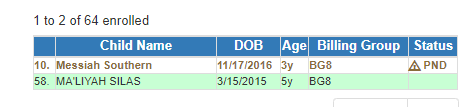 1 to 2 of 64 enrolled
Child Name DOB Age Billing Group Status
10. Messiah Southern 11/17/2016 3y BG8 PND
58. MA'LIYAH SILAS 3/15/2015 5y BG8